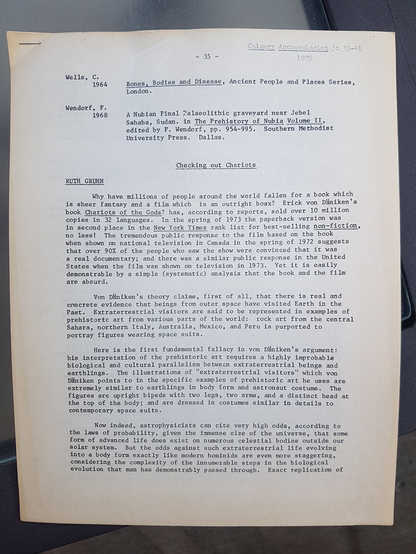 Calgary Archaeologist 3: 35-41
1975
- 35 -
Wells, C.
1964 Bones, Bodies and Disease, Ancient People and Places Series,
London.
Wendorf, F.
1968 A Nubian Final Palaeolithic graveyard near Jebel
Sahaba, Sudan. in The Prehistory of Nubia Volume II,
edited by F. Wendorf, pp. 954-995. Southern Methodist
University Press. Dallas.
Checking out Chariots
RUTH GRUHN
Why have millions of people around the world fallen for a book which
is sheer fantasy and a film which is an outright hoax? Erick von Däniken's
book Chariots of the Gods? has, according to reports, sold over 10 million
copies in 32 languages. In the spring of 1973 the paperback version was
in second place in the New York Times rank list for best-selling non-fiction,
no less! The tremendous public response to the film based on the book
when shown on national television in Canada in the spring of 1972 suggests
that over 90% of the people who saw the show were convinced that it was
a real documentary; and there was a similar public response in the United
States when the film was shown on television in 1973. Yet it is easily
demonstrable by a simple (systematic) analysis that the book and the film
are absurd.
Von Däniken's theory claims, first of all, that there is real and
concrete evidence that beings from outer space have visited Earth in the
Past. Extraterrestrial visitors are said to be represented in examples of
prehistoric art from various parts of the world: rock art from the central
Sahara, northern Italy, Australia, Mexico, and Peru is purported to
portray figures wearing space suits.
Here is the first fundamental fallacy in von Däniken's argument:
his interpretation of the prehistoric art requires a highly improbable
biological and cultural parallelism between extraterrestrial beings and
earthlings. The illustrations of "extraterrestrial visitors" which von
Däniken points to in the specific examples of prehistoric art he uses are
extremely similar to earthlings in body form and astronaut costume. The
figures are upright bipeds with two legs, two arms, and a distinct head at
the top of the body; and are dressed in costumes similar in details to
contemporary space suits.
Now indeed, astrophysicists can cite very high odds, according to
the laws of probability, given the immense size of the universe, that some
form of advanced life does exist on numerous celestial bodies outside our
solar system. But the odds against such extraterrestrial life evolving
into a body form exactly like modern hominids are even more staggering,
considering the complexity of the innumerable steps in the biological
evolution that man has demonstrably passed through. Exact replication of